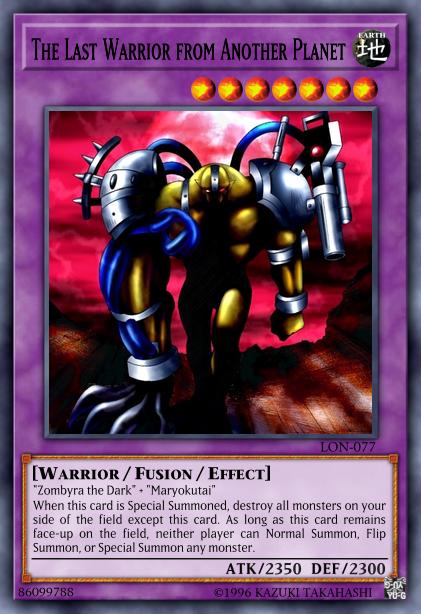 The Last Warrior from Another Planet
EARTH
地
LON-077
[Warrior / Fusion / Effect]
"Zombyra the Dark" + "Maryokutai"
When this card is Special Summoned, destroy all monsters on your
side of the field except this card. As long as this card remains
face-up on the field, neither player can Normal Summon, Flip
Summon, or Special Summon any monster.
ATK/2350 DEF/2300
86099788
©1996 KAZUKI TAKAHASHI